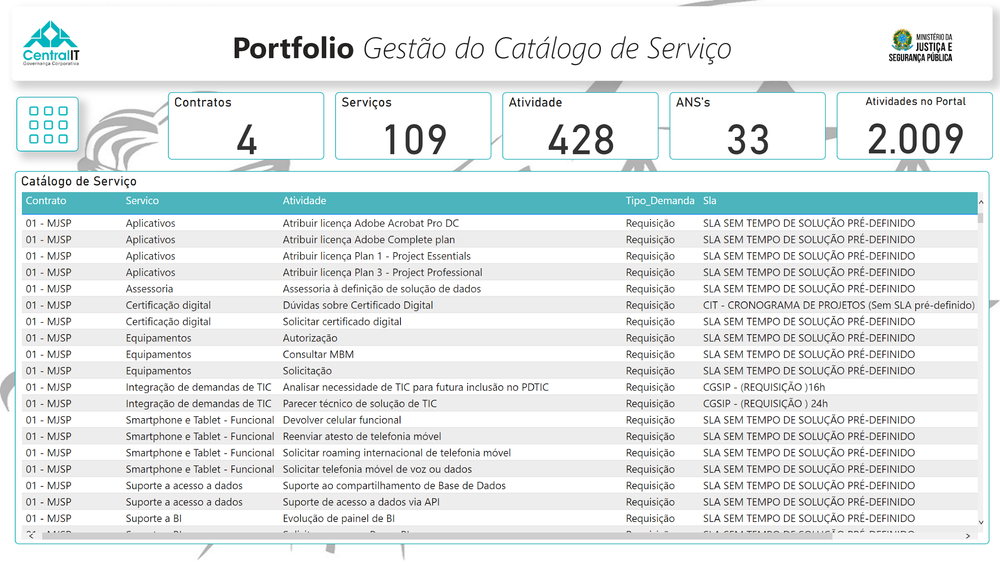 CentralIT
Governança Corporativa
Portfolio Gestão do Catálogo de Serviço
MINISTÉRIO DA
JUSTIÇA E
SEGURANÇA PÚBLICA
Contratos
4
Serviços
109
Atividade
428
ANS's
33
Atividades no Portal
2.009
Catálogo de Serviço
Contrato Servico Atividade Tipo_Demanda Sla
01 - MJSP Aplicativos Atribuir licença Adobe Acrobat Pro DC Requisição SLA SEM TEMPO DE SOLUÇÃO PRÉ-DEFINIDO
01 - MJSP Aplicativos Atribuir licença Adobe Complete plan Requisição SLA SEM TEMPO DE SOLUÇÃO PRÉ-DEFINIDO
01 - MJSP Aplicativos Atribuir licença Plan 1 - Project Essentials Requisição SLA SEM TEMPO DE SOLUÇÃO PRÉ-DEFINIDO
01 - MJSP Aplicativos Atribuir licença Plan 3 - Project Professional Requisição SLA SEM TEMPO DE SOLUÇÃO PRÉ-DEFINIDO
01 - MJSP Assessoria Assessoria à definição de solução de dados Requisição SLA SEM TEMPO DE SOLUÇÃO PRÉ-DEFINIDO
01 - MJSP Certificação digital Dúvidas sobre Certificado Digital Requisição CIT - CRONOGRAMA DE PROJETOS (Sem SLA pré-definido)
01 - MJSP Certificação digital Solicitar certificado digital Requisição SLA SEM TEMPO DE SOLUÇÃO PRÉ-DEFINIDO
01 - MJSP Equipamentos Autorização Requisição SLA SEM TEMPO DE SOLUÇÃO PRÉ-DEFINIDO
01 - MJSP Equipamentos Consultar MBM Requisição SLA SEM TEMPO DE SOLUÇÃO PRÉ-DEFINIDO
01 - MJSP Equipamentos Solicitação Requisição SLA SEM TEMPO DE SOLUÇÃO PRÉ-DEFINIDO
01 - MJSP Integração de demandas de TIC Analisar necessidade de TIC para futura inclusão no PDTIC Requisição CGSIP - (REQUISIÇÃO )16h
01 - MJSP Integração de demandas de TIC Parecer técnico de solução de TIC Requisição CGSIP - (REQUISIÇÃO ) 24h
01 - MJSP Smartphone e Tablet - Funcional Devolver celular funcional Requisição SLA SEM TEMPO DE SOLUÇÃO PRÉ-DEFINIDO
01 - MJSP Smartphone e Tablet - Funcional Reenviar atesto de telefonia móvel Requisição SLA SEM TEMPO DE SOLUÇÃO PRÉ-DEFINIDO
01 - MJSP Smartphone e Tablet - Funcional Solicitar roaming internacional de telefonia móvel Requisição SLA SEM TEMPO DE SOLUÇÃO PRÉ-DEFINIDO
01 - MJSP Smartphone e Tablet - Funcional Solicitar telefonia móvel de voz ou dados Requisição SLA SEM TEMPO DE SOLUÇÃO PRÉ-DEFINIDO
01 - MJSP Suporte a acesso a dados Suporte ao compartilhamento de Base de Dados Requisição SLA SEM TEMPO DE SOLUÇÃO PRÉ-DEFINIDO
01 - MJSP Suporte a acesso a dados Suporte de acesso a dados via API Requisição SLA SEM TEMPO DE SOLUÇÃO PRÉ-DEFINIDO
01 - MJSP Suporte a BI Evolução de painel de BI Requisição SLA SEM TEMPO DE SOLUÇÃO PRÉ-DEFINIDO